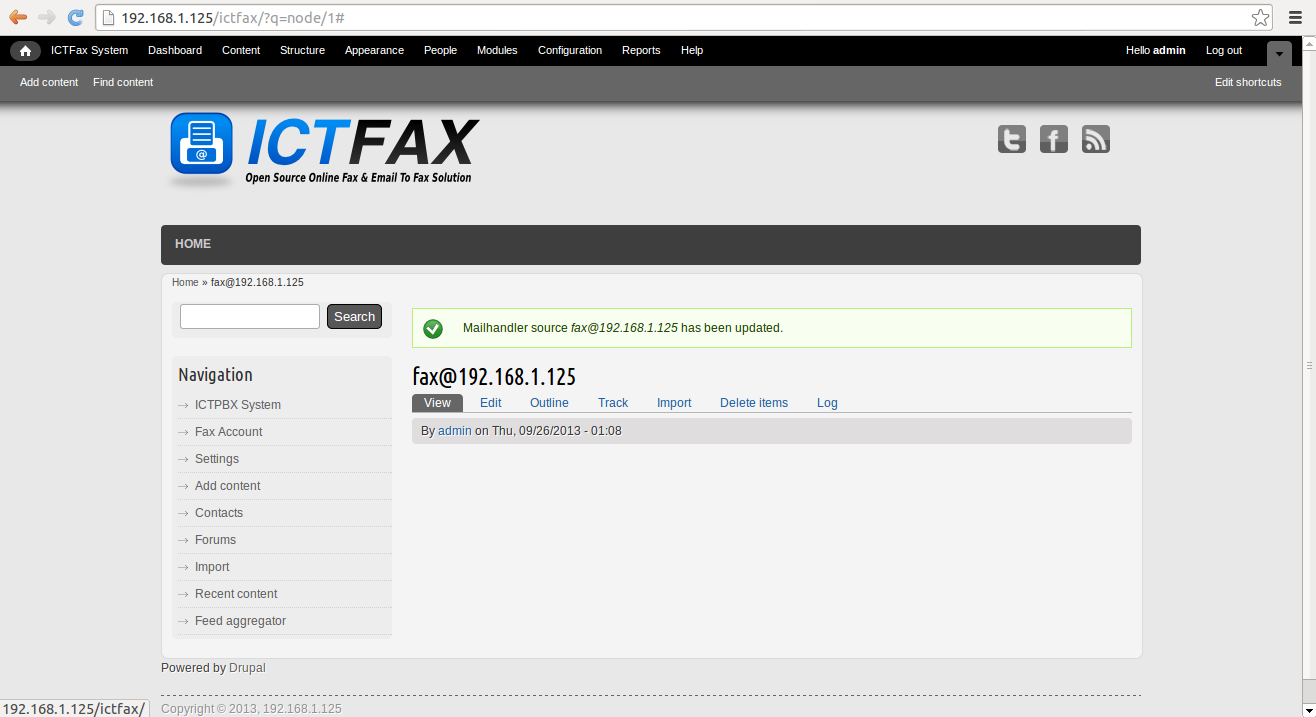 192.168.1.125/ictfax/?q=node/1#
ICTFax System Dashboard Content Structure Appearance People Modules Configuration Reports Help Hello admin Log out
Add content Find content Edit shortcuts
@ ICTFAX
Open Source Online Fax & Email To Fax Solution
HOME
Home » fax@192.168.1.125
Search
Mailhandler source fax@192.168.1.125 has been updated.
fax@192.168.1.125
View Edit Outline Track Import Delete items Log
By admin on Thu, 09/26/2013 - 01:08
Navigation
ICTPBX System
Fax Account
Settings
Add content
Contacts
Forums
Import
Recent content
Feed aggregator
Powered by Drupal
192.168.1.125/ictfax/
Copyright © 2013, 192.168.1.125